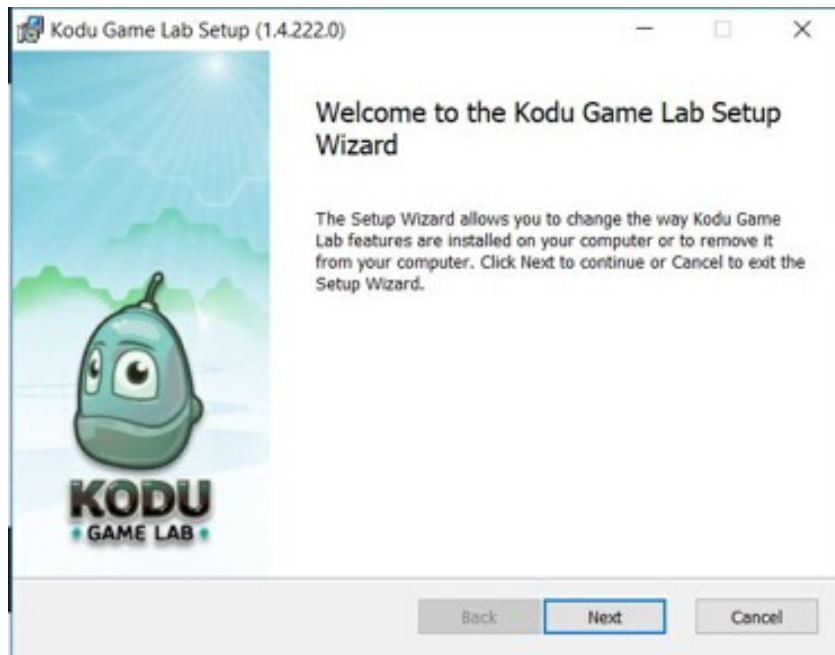 Kodu Game Lab Setup (1.4.222.0)
Welcome to the Kodu Game Lab Setup
Wizard
The Setup Wizard allows you to change the way Kodu Game
Lab features are installed on your computer or to remove it
from your computer. Click Next to continue or Cancel to exit the
Setup Wizard.
KODU
GAME LAB
Back
Next
Cancel